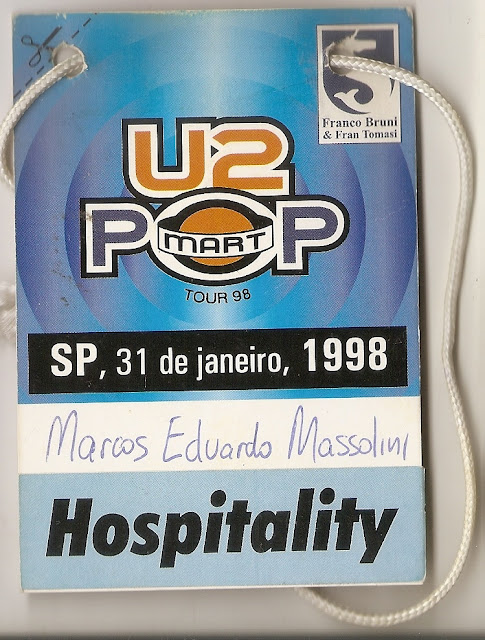 Franco Bruni
& Fran Tomasi
U2
POP
MART
TOUR 98
SP, 31 de janeiro, 1998
Marcos Eduardo Massolini
Hospitality